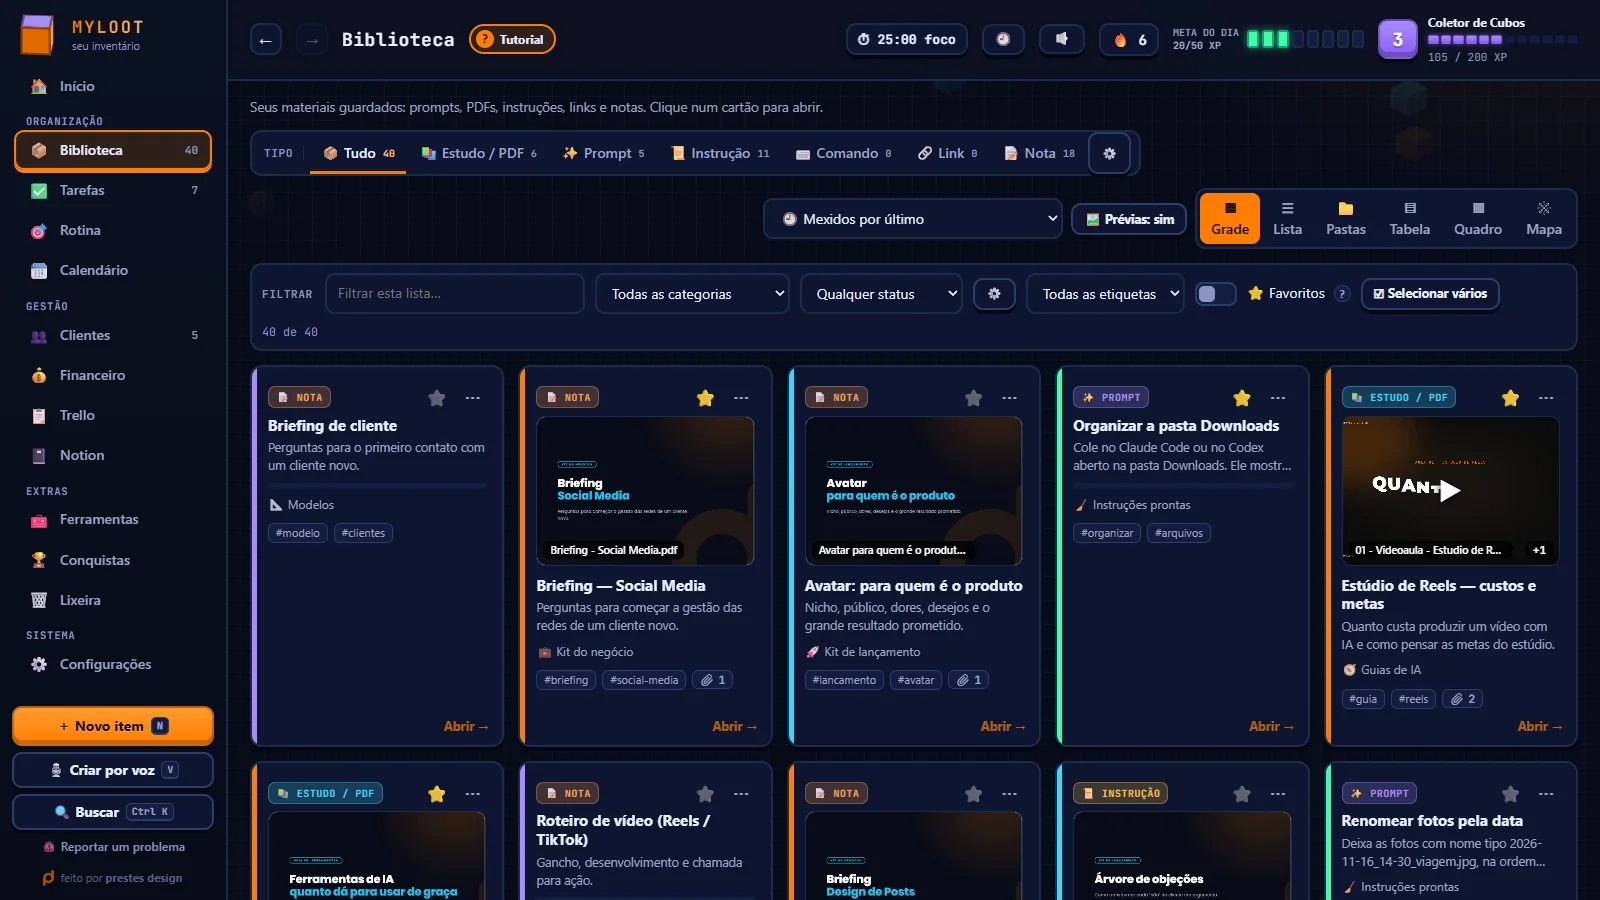 MYLOOT
seu inventário
Início
ORGANIZAÇÃO
Biblioteca 40
Tarefas 7
Rotina
Calendário
GESTÃO
Clientes 5
Financeiro
Trello
Notion
EXTRAS
Ferramentas
Conquistas
Lixeira
SISTEMA
Configurações
+ Novo item N
Criar por voz V
Buscar Ctrl K
Reportar um problema
feito por prestes design
← → Biblioteca ? Tutorial
25:00 foco
6
META DO DIA
20/50 XP
3
Coletor de Cubos
105 / 200 XP
Seus materiais guardados: prompts, PDFs, instruções, links e notas. Clique num cartão para abrir.
TIPO Tudo 40 Estudo / PDF 6 Prompt 5 Instrução 11 Comando 0 Link 0 Nota 18
Mexidos por último
Prévias: sim
Grade Lista Pastas Tabela Quadro Mapa
FILTRAR Filtrar esta lista... Todas as categorias Qualquer status Todas as etiquetas Favoritos ? Selecionar vários
40 de 40
NOTA
Briefing de cliente
Perguntas para o primeiro contato com
um cliente novo.
Modelos
#modelo #clientes
Abrir →
NOTA
Briefing
Social Media
Briefing - Social Media.pdf
Briefing — Social Media
Perguntas para começar a gestão das
redes de um cliente novo.
Kit do negócio
#briefing #social-media 1
Abrir →
NOTA
Avatar
para quem é o produto
Nicho, público, dores, desejos e o grande resultado prometido.
Avatar para quem é o produt...
Avatar: para quem é o produto
Nicho, público, dores, desejos e o
grande resultado prometido.
Kit de lançamento
#lancamento #avatar 1
Abrir →
PROMPT
Organizar a pasta Downloads
Cole no Claude Code ou no Codex
aberto na pasta Downloads. Ele mostr...
Instruções prontas
#organizar #arquivos
Abrir →
ESTUDO / PDF
QUANT
01 - Videoaula - Estudio de R... +1
Estúdio de Reels — custos e
metas
Quanto custa produzir um vídeo com
IA e como pensar as metas do estúdio.
Guias de IA
#guia #reels 2
Abrir →
ESTUDO / PDF
Ferramentas de IA
quanto dá para usar de graça
NOTA
Roteiro de vídeo (Reels /
TikTok)
Gancho, desenvolvimento e chamada
para ação.
NOTA
Briefing
Design de Posts
INSTRUÇÃO
Árvore de objeções
PROMPT
Renomear fotos pela data
Deixa as fotos com nome tipo 2026-
11-16_14-30_viagem.jpg, na ordem...
Instruções prontas